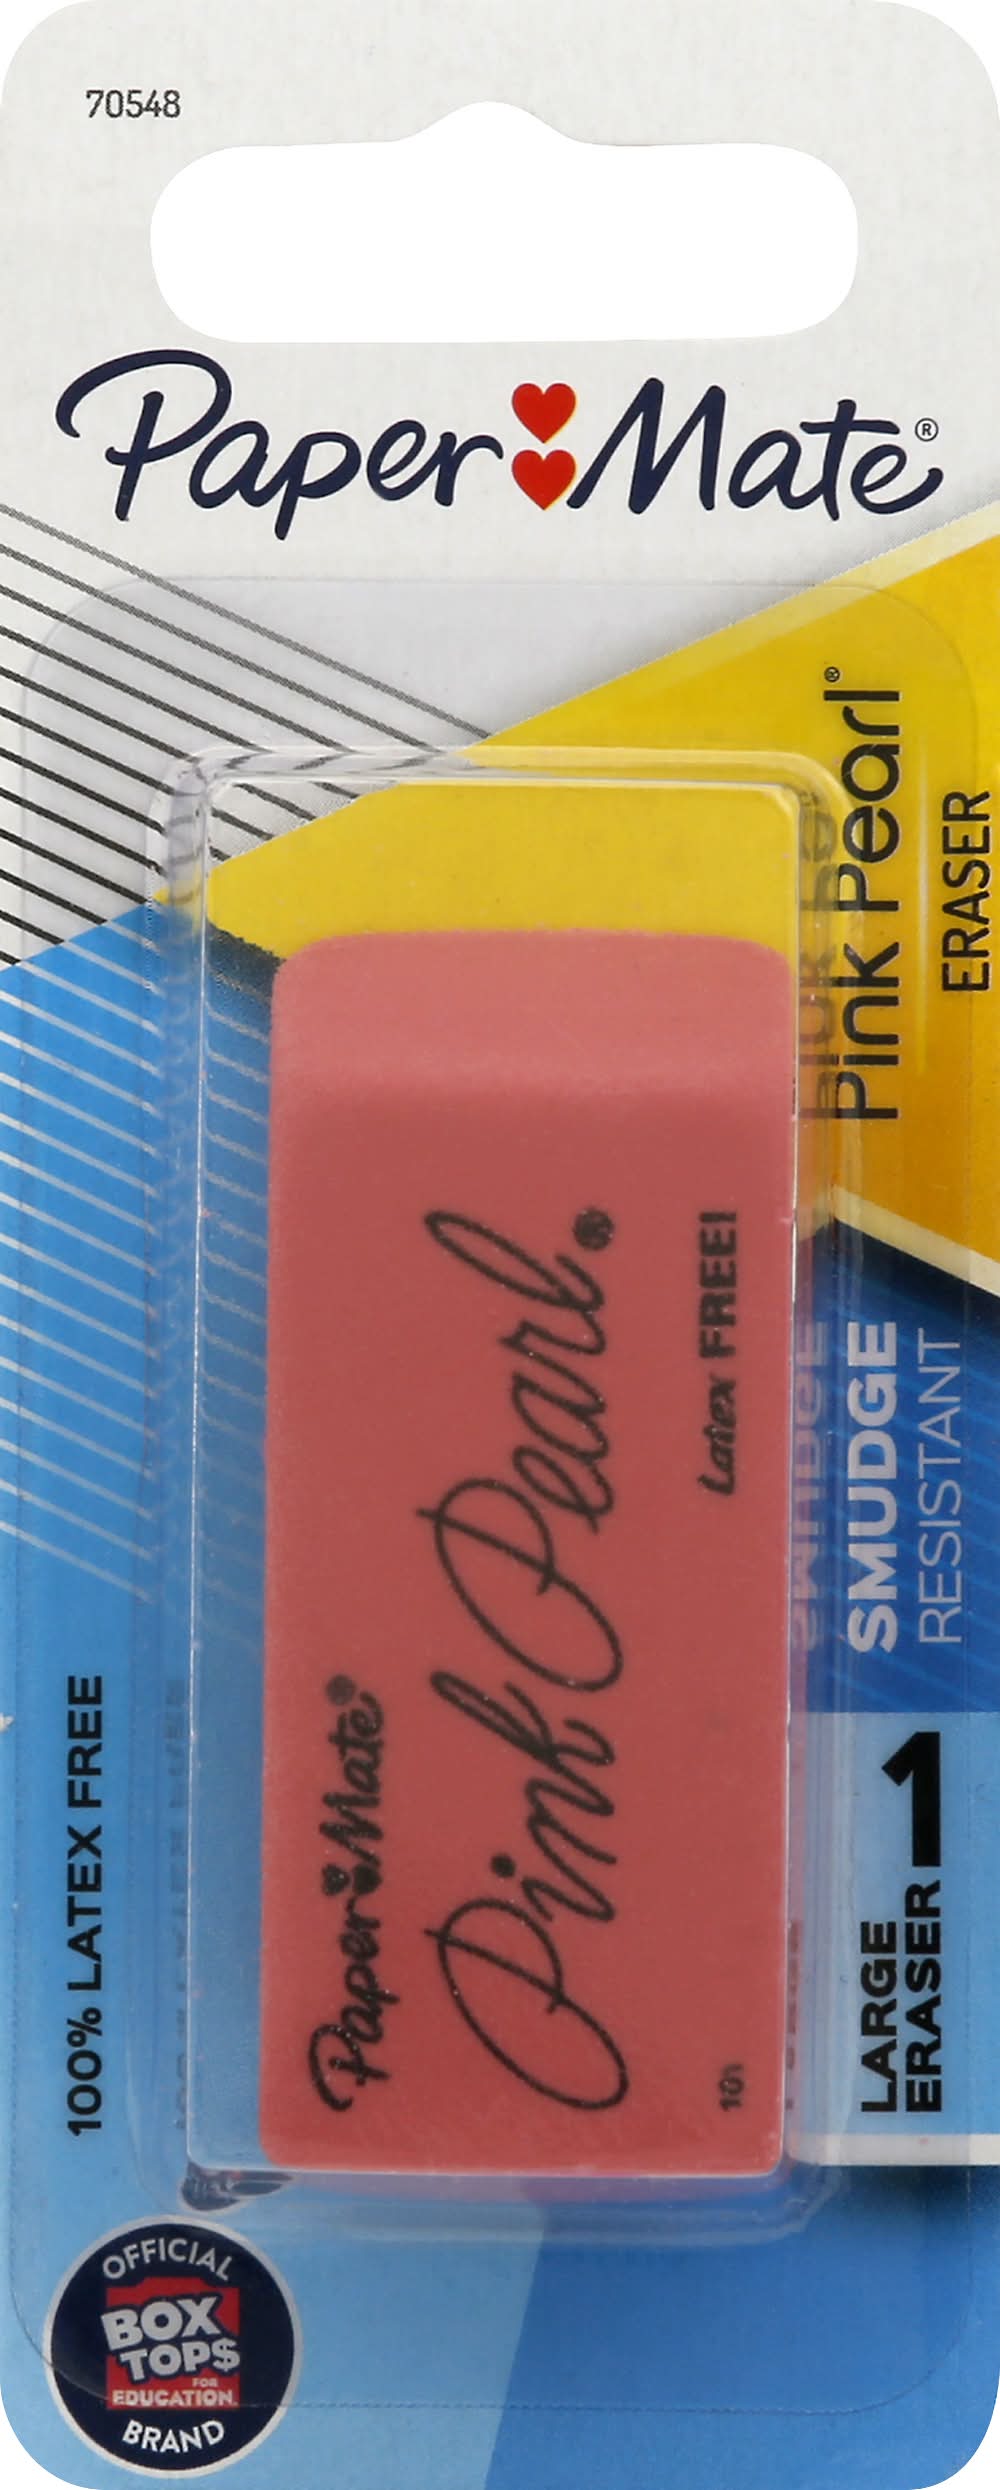 70548
Paper Mate®
Pink Pearl®
ERASER
SMUDGE
RESISTANT
1
LARGE
ERASER
100% LATEX FREE
Paper Mate®
Pink Pearl®
Latex FREE!
101
OFFICIAL
BOX
TOP$
FOR
EDUCATION
BRAND